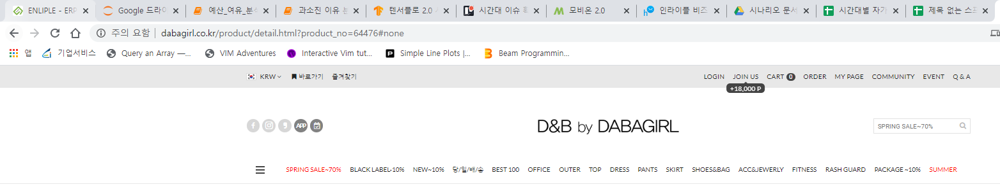 ENLIPLE - ERP Google 드라이 예산_여유_분석 과소진 이유 분 텐서플로 2.0 시간대 이슈 확 모비온 2.0 인라이플 비즈 시나리오 문서 시간대별 자가 제목 없는 스프
주의 요함 dabagirl.co.kr/product/detail.html?product_no=64476#none
앱 기업서비스 Query an Array —... VIM Adventures Interactive Vim tut... Simple Line Plots |... Beam Programmin...
KRW 바로가기 즐겨찾기 LOGIN JOIN US CART 0 ORDER MY PAGE COMMUNITY EVENT Q & A
+18,000 P
APP D&B by DABAGIRL SPRING SALE~70%
SPRING SALE~70% BLACK LABEL-10% NEW~10% 당/일/배/송 BEST 100 OFFICE OUTER TOP DRESS PANTS SKIRT SHOES&BAG ACC&JEWERLY FITNESS RASH GUARD PACKAGE ~10% SUMMER